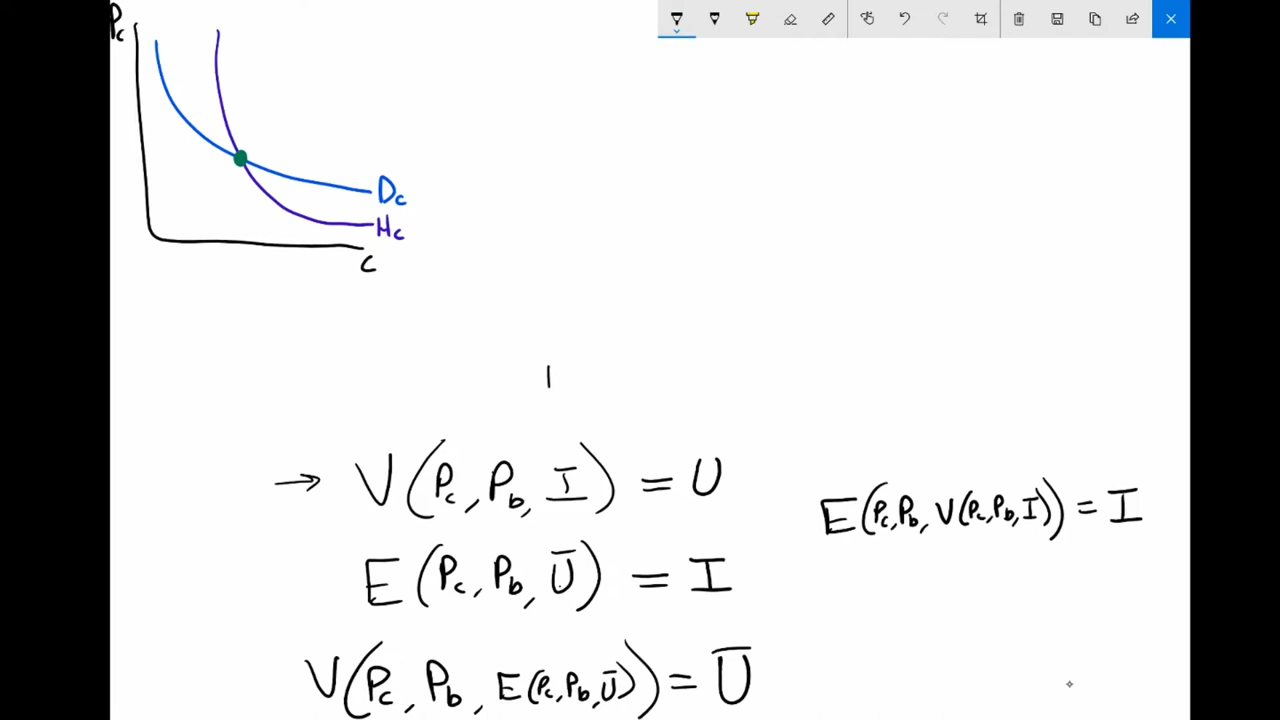 Pc
Dc
Hc
c
→ V(Pc, Pb, I) = U
E(Pc, Pb, V(Pc, Pb, I)) = I
E(Pc, Pb, Ū) = I
V(Pc, Pb, E(Pc, Pb, Ū)) = Ū